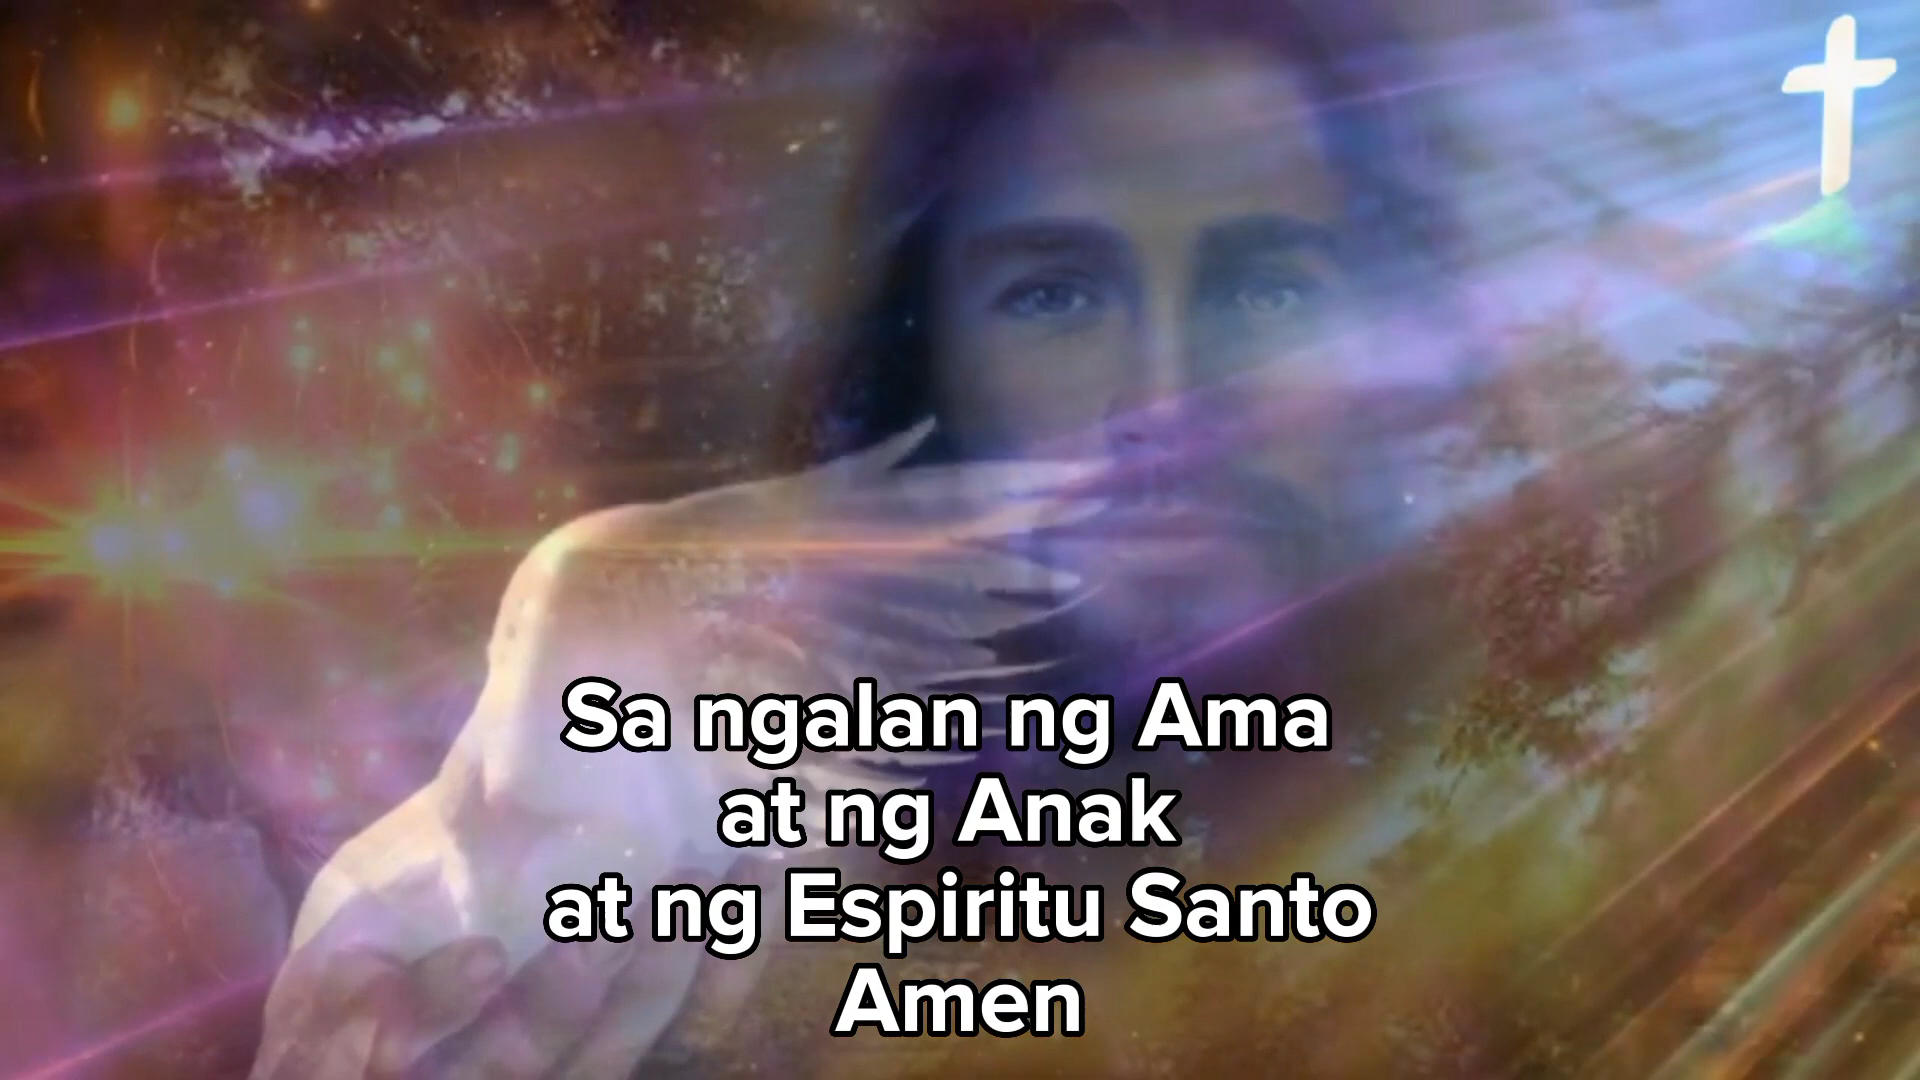 Sa ngalan ng Ama
at ng Anak
at ng Espiritu Santo
Amen